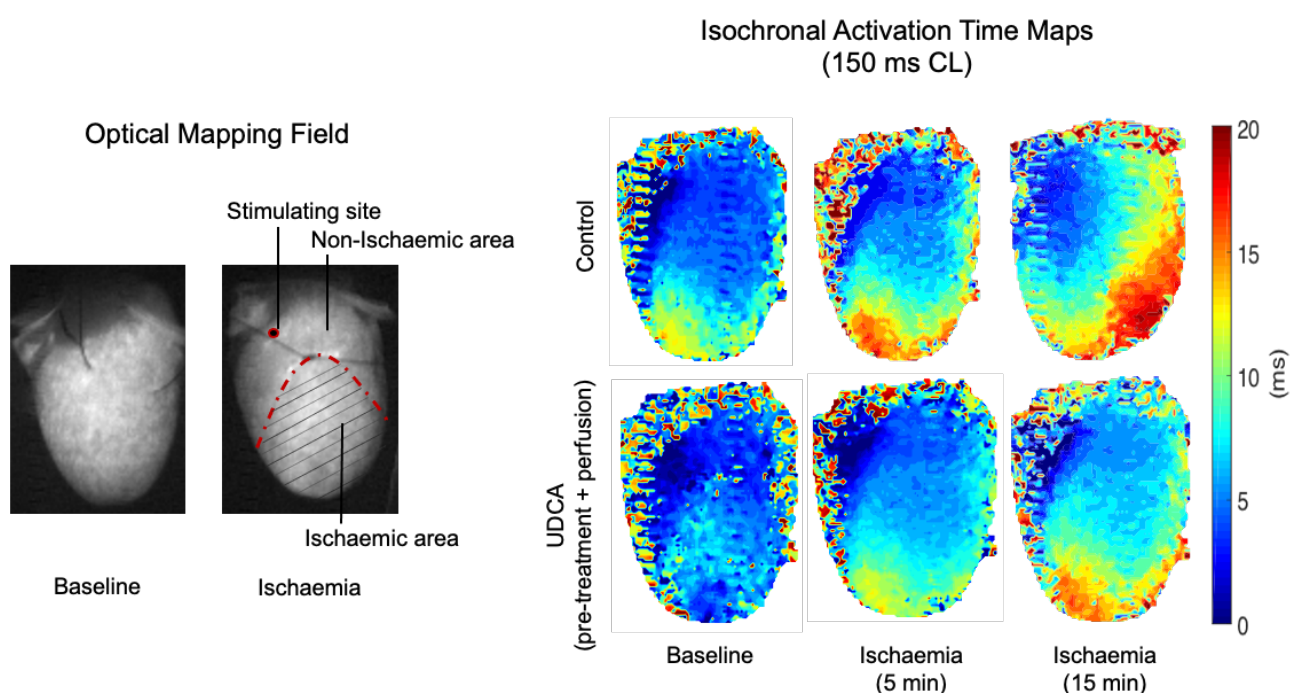 Isochronal Activation Time Maps
(150 ms CL)
Optical Mapping Field
Stimulating site
Non-Ischaemic area
Ischaemic area
Baseline
Ischaemia
Control
UDCA
(pre-treatment + perfusion)
Baseline
Ischaemia
(5 min)
Ischaemia
(15 min)
20
15
10
5
0
(ms)